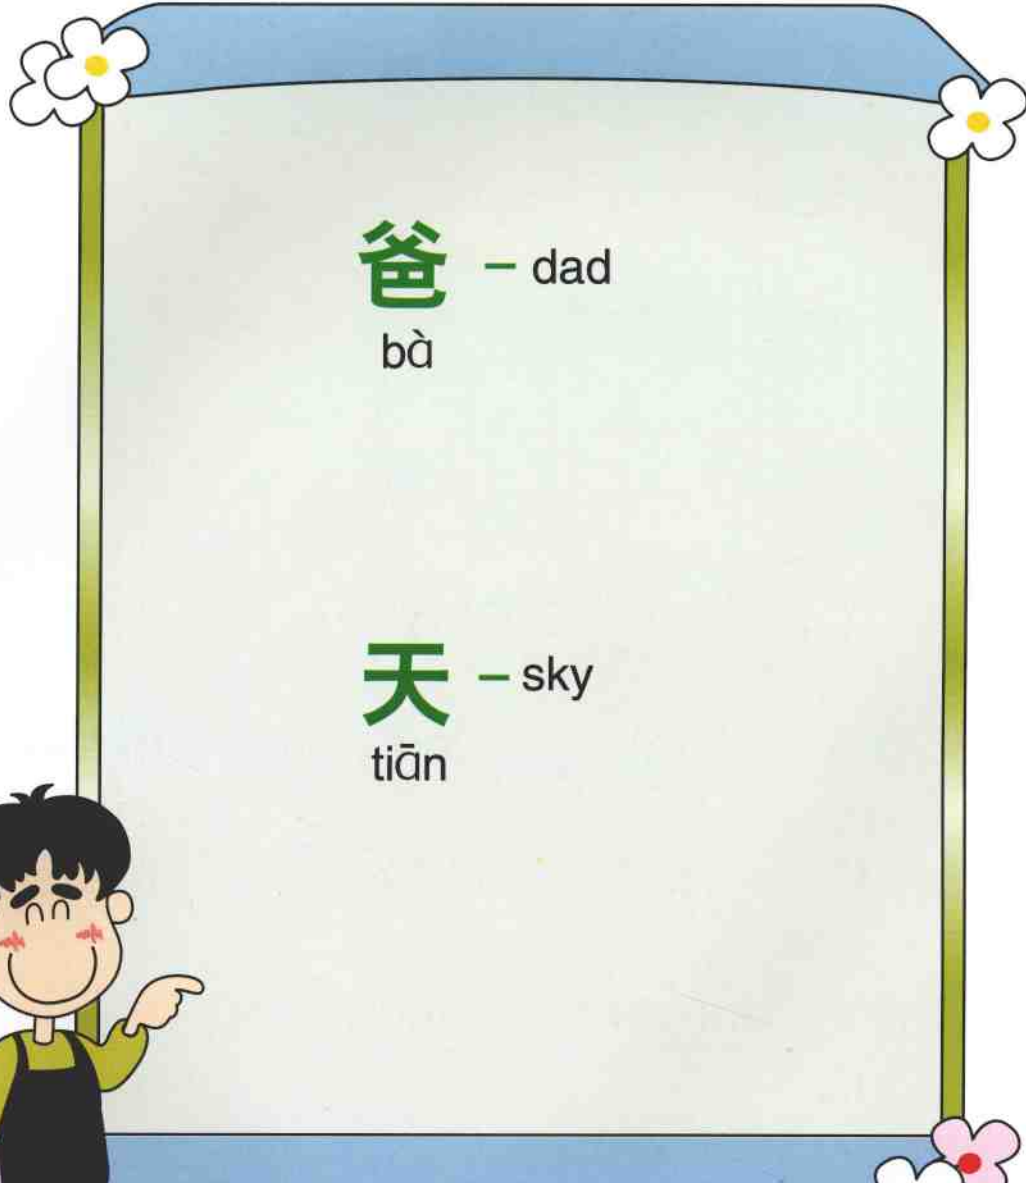 爸 – dad
bà
天 – sky
tiān